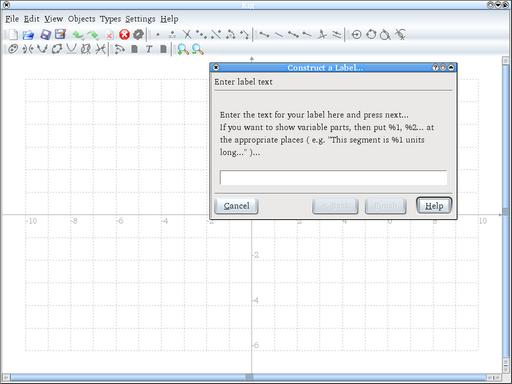 Kig
File Edit View Objects Types Settings Help
Construct a Label...
Enter label text
Enter the text for your label here and press next...
If you want to show variable parts, then put %1, %2... at
the appropriate places ( e.g. "This segment is %1 units
long..." )...
Cancel
Finish
Help
-10 -8 -6 -4 4 6 8 10
-2
-4
-6